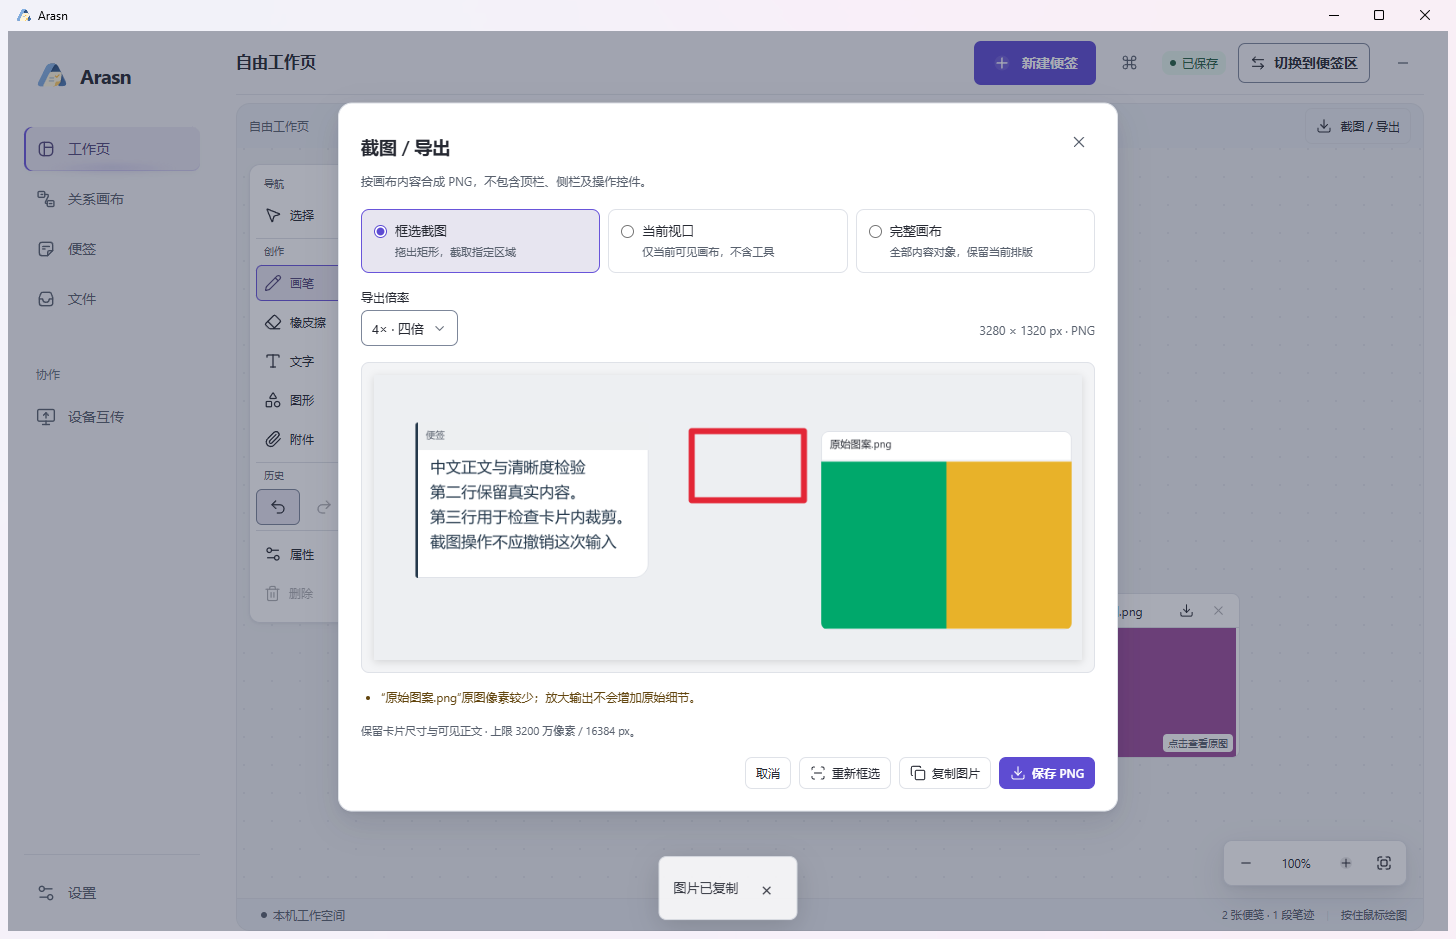 Arasn
Arasn
自由工作页
新建便签
已保存
切换到便签区
工作页
关系画布
便签
文件
协作
设备互传
设置
自由工作页
截图 / 导出
导航
选择
创作
画笔
橡皮擦
文字
图形
附件
历史
属性
删除
截图 / 导出
按画布内容合成 PNG，不包含顶栏、侧栏及操作控件。
框选截图
拖出矩形，截取指定区域
当前视口
仅当前可见画布，不含工具
完整画布
全部内容对象，保留当前排版
导出倍率
4× · 四倍
3280 × 1320 px · PNG
便签
中文正文与清晰度检验
第二行保留真实内容。
第三行用于检查卡片内裁剪。
截图操作不应撤销这次输入
原始图案.png
“原始图案.png”原图像素较少；放大输出不会增加原始细节。
保留卡片尺寸与可见正文 · 上限 3200 万像素 / 16384 px。
取消
重新框选
复制图片
保存 PNG
.png
点击查看原图
图片已复制
100%
本机工作空间
2 张便笺 · 1 段笔迹
按住鼠标绘图